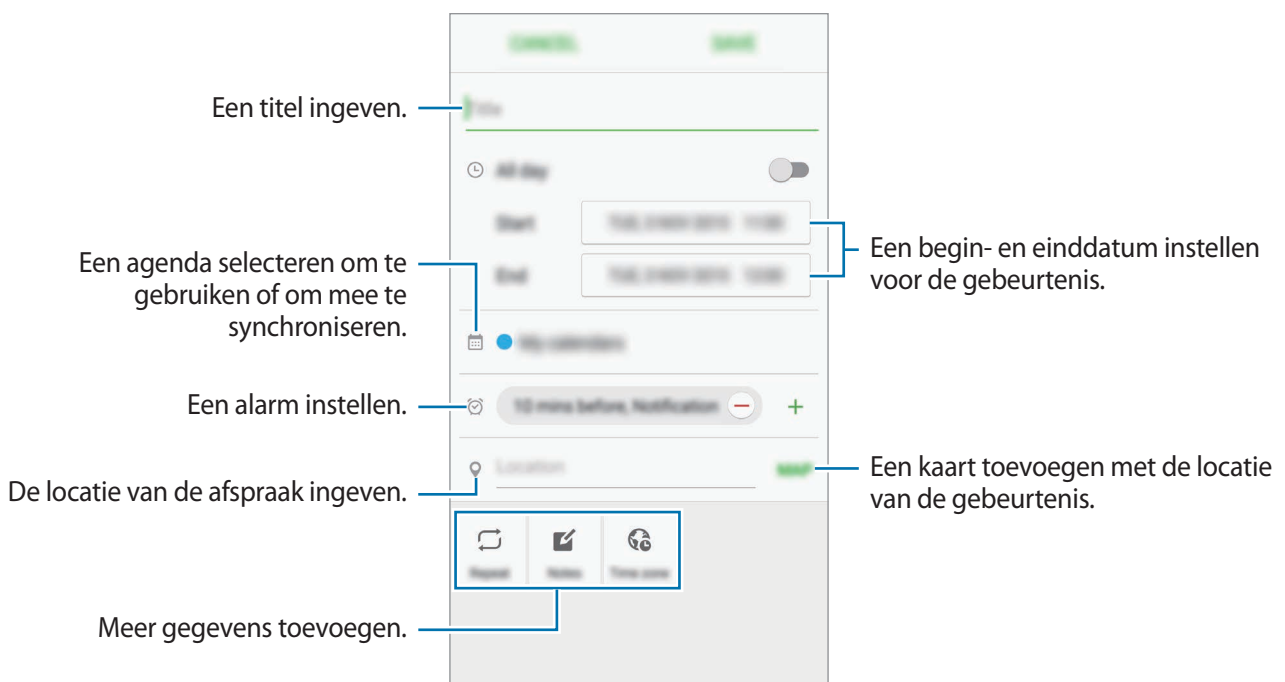 CANCEL
SAVE
Een titel ingeven.
Title
All day
Start
End
Een begin- en einddatum instellen
voor de gebeurtenis.
Een agenda selecteren om te
gebruiken of om mee te
synchroniseren.
My calendars
Een alarm instellen.
10 mins before, Notification
De locatie van de afspraak ingeven.
Location
MAP
Een kaart toevoegen met de locatie
van de gebeurtenis.
Repeat
Notes
Time zone
Meer gegevens toevoegen.